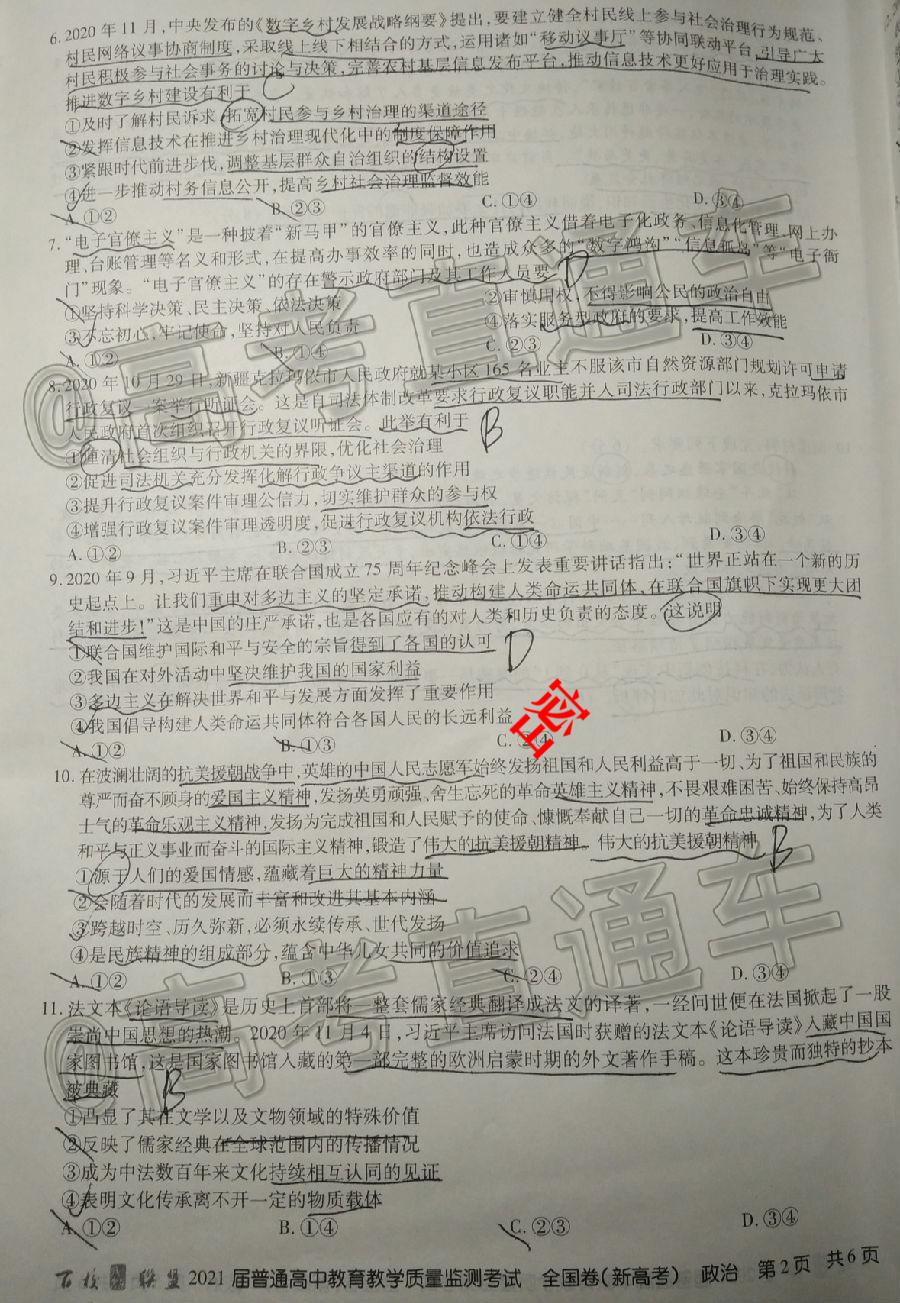 6. 2020 年 11 月,中央发布的《数字乡村发展战略纲要》提出,要建立健全村民线上参与社会治理行为规范、
村民网络议事协商制度,采取线上线下相结合的方式,运用诸如“移动议事厅”等协同联动平台,引导广大
村民积极参与社会事务的讨论与决策,完善农村基层信息发布平台,推动信息技术更好应用于治理实践。
推进数字乡村建设有利于 C
①及时了解村民诉求,拓宽村民参与乡村治理的渠道途径
②发挥信息技术在推进乡村治理现代化中的制度保障作用
③紧跟时代前进步伐,调整基层群众自治组织的结构设置
④进一步推动村务信息公开,提高乡村社会治理监督效能
A. ①② B. ②③ C. ①④ D. ③④
7. “电子官僚主义”是一种披着“新马甲”的官僚主义,此种官僚主义借着电子化政务、信息化管理、网上办
理、台账管理等名义和形式,在提高办事效率的同时,也造成众多的“数字鸿沟”“信息孤岛”等“电子衙
门”现象。“电子官僚主义”的存在警示政府部门及其工作人员要 D
①坚持科学决策、民主决策、依法决策 ②审慎用权,不得影响公民的政治自由
③不忘初心,牢记使命,坚持对人民负责 ④落实服务型政府的要求,提高工作效能
A. ①② B. ①④ C. ②③ D. ③④
8. 2020 年 10 月 29 日,新疆克拉玛依市人民政府就某小区 165 名业主不服该市自然资源部门规划许可申请
行政复议一案举行听证会。这是自司法体制改革要求行政复议职能并入司法行政部门以来,克拉玛依市
人民政府首次组织召开行政复议听证会。此举有利于 B
①廓清社会组织与行政机关的界限,优化社会治理
②促进司法机关充分发挥化解行政争议主渠道的作用
③提升行政复议案件审理公信力,切实维护群众的参与权
④增强行政复议案件审理透明度,促进行政复议机构依法行政
A. ①② B. ②③ C. ①④ D. ③④
9. 2020 年 9 月,习近平主席在联合国成立 75 周年纪念峰会上发表重要讲话指出:“世界正站在一个新的历
史起点上。让我们重申对多边主义的坚定承诺,推动构建人类命运共同体,在联合国旗帜下实现更大团
结和进步!”这是中国的庄严承诺,也是各国应有的对人类和历史负责的态度。这说明
①联合国维护国际和平与安全的宗旨得到了各国的认可 D
②我国在对外活动中坚决维护我国的国家利益
③多边主义在解决世界和平与发展方面发挥了重要作用
④我国倡导构建人类命运共同体符合各国人民的长远利益
A. ①② B. ①③ C. ②④ D. ③④
密
10. 在波澜壮阔的抗美援朝战争中,英雄的中国人民志愿军始终发扬祖国和人民利益高于一切、为了祖国和民族的
尊严而奋不顾身的爱国主义精神,发扬英勇顽强、舍生忘死的革命英雄主义精神、不畏艰难困苦、始终保持高昂
士气的革命乐观主义精神,发扬为完成祖国和人民赋予的使命、慷慨奉献自己一切的革命忠诚精神,为了人类
和平与正义事业而奋斗的国际主义精神,锻造了伟大的抗美援朝精神。伟大的抗美援朝精神 B
①源于人们的爱国情感,蕴藏着巨大的精神力量
②会随着时代的发展而丰富和改进其基本内涵
③跨越时空、历久弥新,必须永续传承、世代发扬
④是民族精神的组成部分,蕴含中华儿女共同的价值追求
A. ①② B. ①③ C. ②④ D. ③④
11. 法文本《论语导读》是历史上首部将一整套儒家经典翻译成法文的译著,一经问世便在法国掀起了一股
崇尚中国思想的热潮。2020 年 11 月 4 日,习近平主席访问法国时获赠的法文本《论语导读》入藏中国国
家图书馆,这是国家图书馆入藏的第一部完整的欧洲启蒙时期的外文著作手稿。这本珍贵而独特的抄本
被典藏 B
①凸显了其在文学以及文物领域的特殊价值
②反映了儒家经典在全球范围内的传播情况
③成为中法数百年来文化持续相互认同的见证
④表明文化传承离不开一定的物质载体
A. ①② B. ①④ C. ②③ D. ③④
@高考直通车
@高考直通车
百校大联盟 2021 届普通高中教育教学质量监测考试 全国卷(新高考) 政治 第2页 共6页